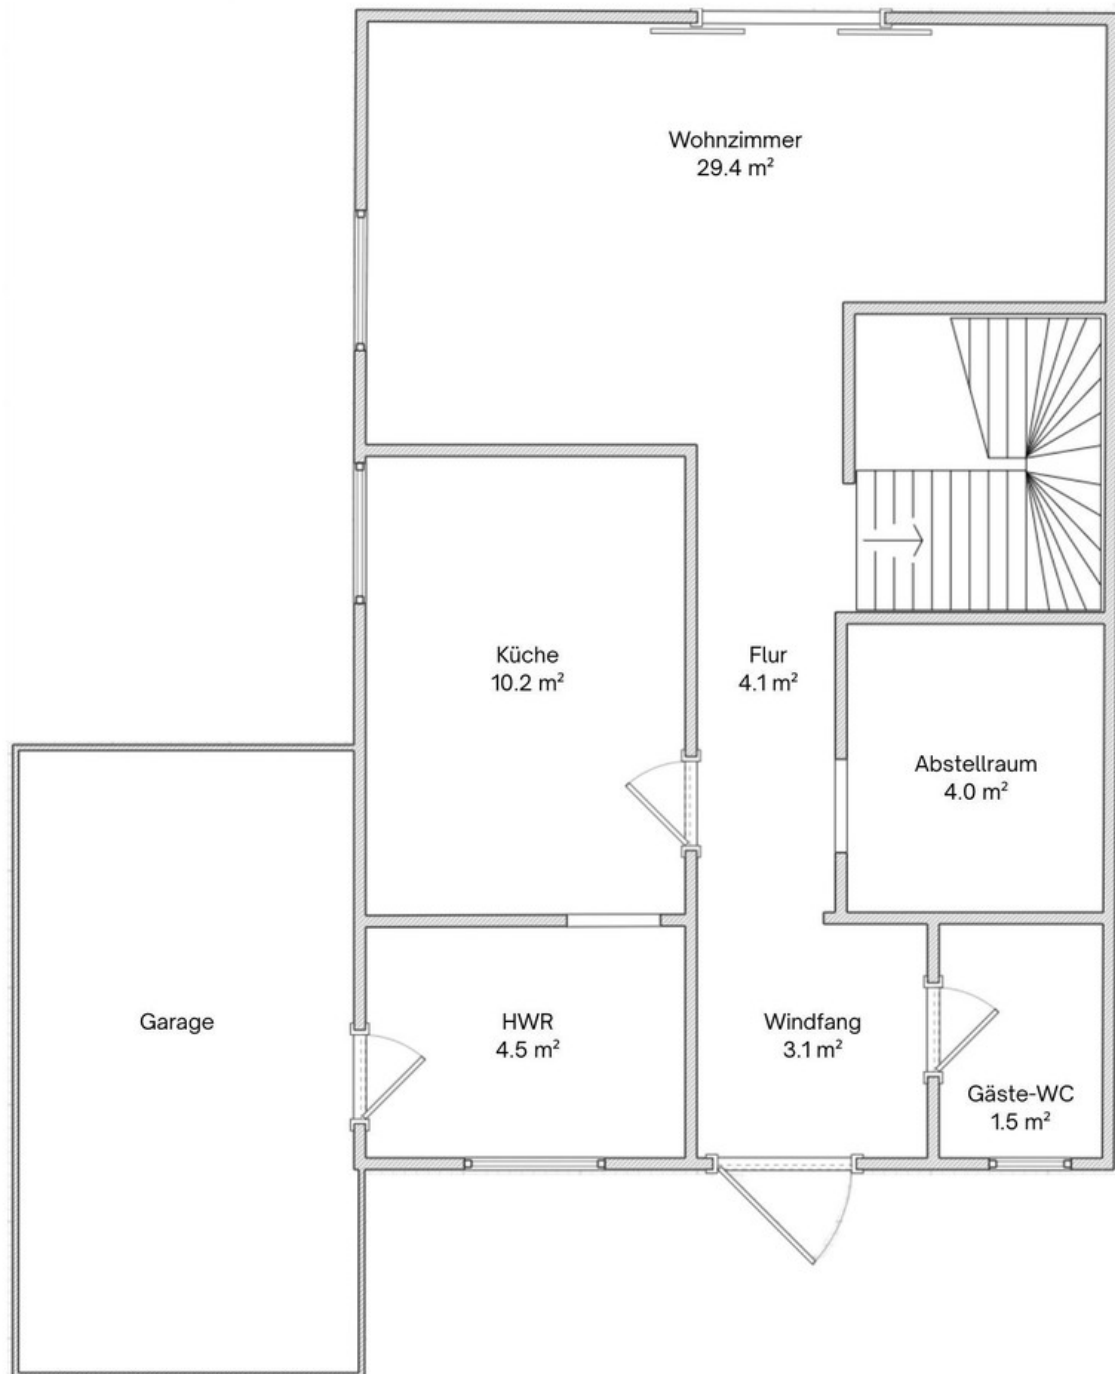 Wohnzimmer
29.4 m²
Küche
10.2 m²
Flur
4.1 m²
Abstellraum
4.0 m²
Garage
HWR
4.5 m²
Windfang
3.1 m²
Gäste-WC
1.5 m²